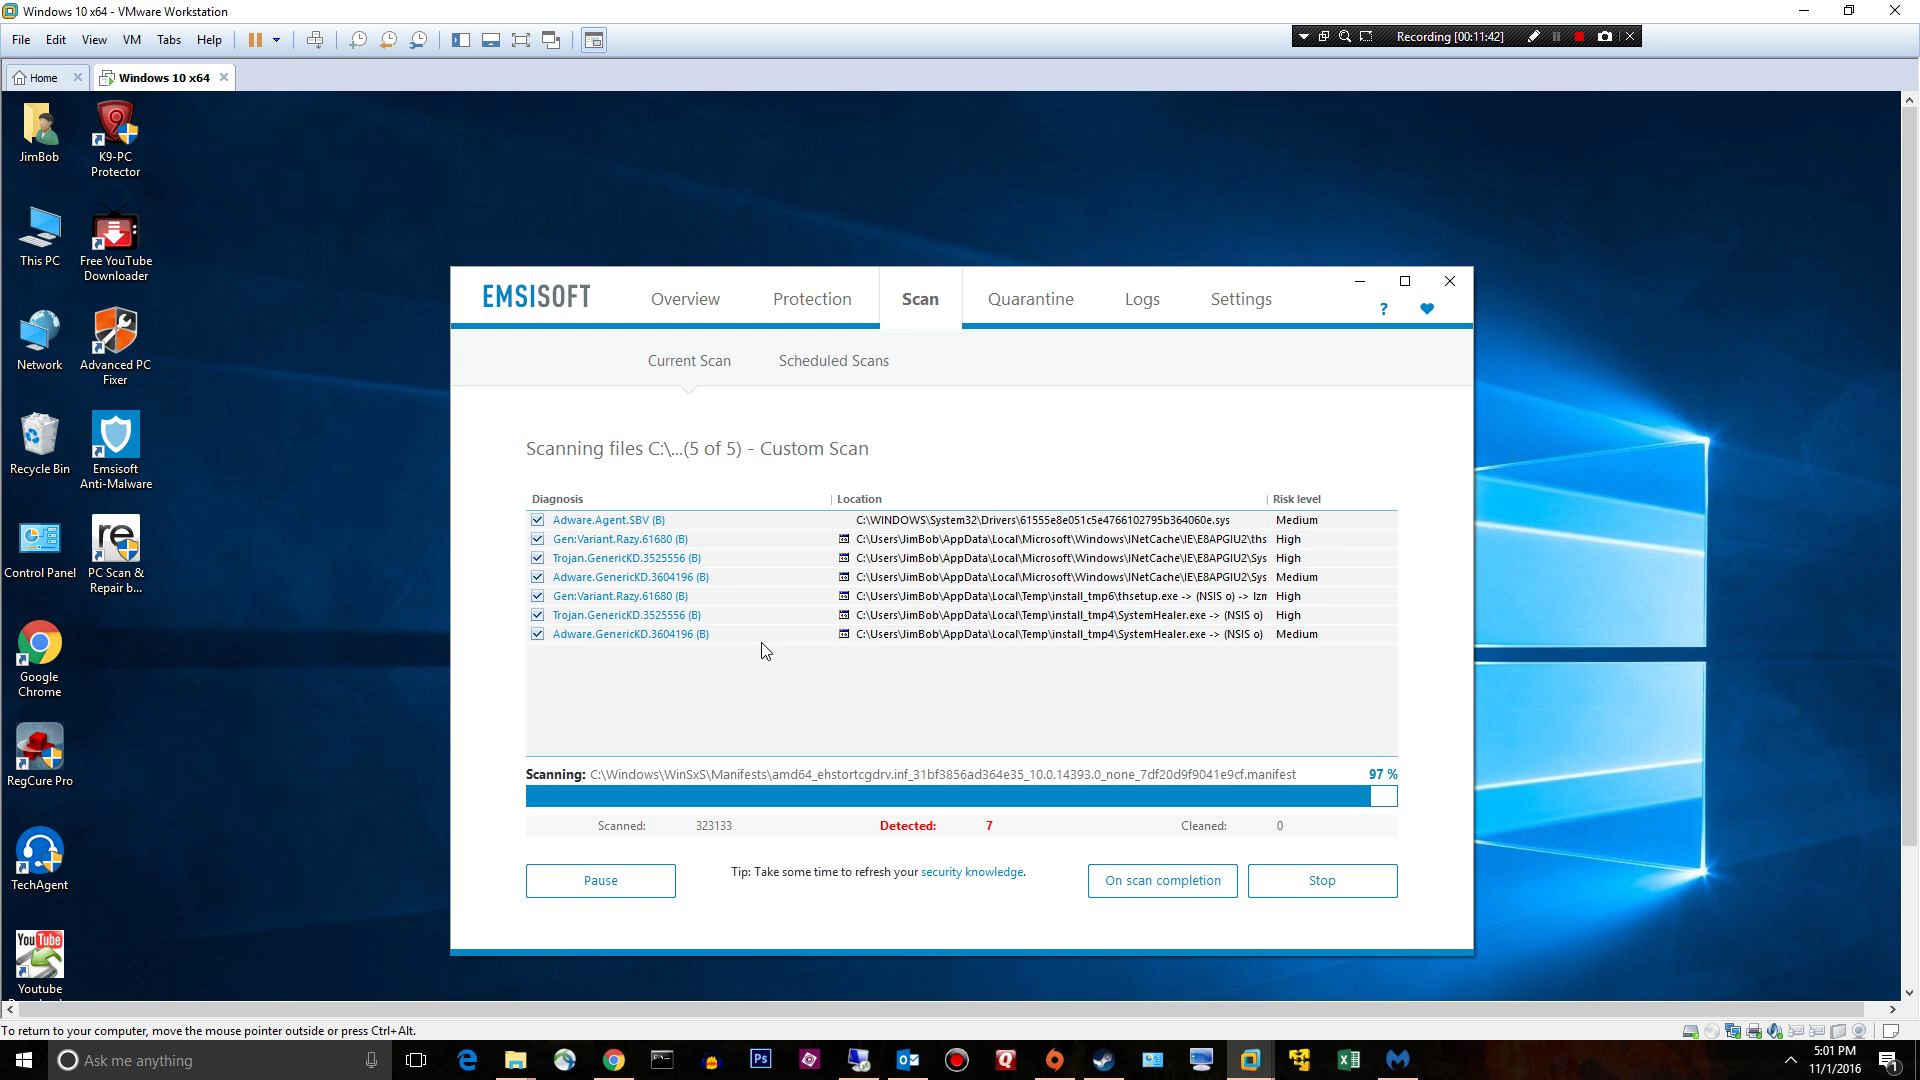 Windows 10 x64 - VMware Workstation
File Edit View VM Tabs Help
Recording [00:11:42]
Home
Windows 10 x64
JimBob
K9-PC
Protector
This PC
Free YouTube
Downloader
Network
Advanced PC
Fixer
Recycle Bin
Emsisoft
Anti-Malware
Control Panel
re
PC Scan &
Repair b...
Google
Chrome
RegCure Pro
TechAgent
You Tube
Youtube
EMSISOFT
Overview Protection Scan Quarantine Logs Settings
?
Current Scan Scheduled Scans
Scanning files C:\...(5 of 5) - Custom Scan
Diagnosis Location Risk level
Adware.Agent.SBV (B) C:\WINDOWS\System32\Drivers\61555e8e051c5e4766102795b364060e.sys Medium
Gen:Variant.Razy.61680 (B) C:\Users\JimBob\AppData\Local\Microsoft\Windows\INetCache\IE\E8APGIU2\ths High
Trojan.GenericKD.3525556 (B) C:\Users\JimBob\AppData\Local\Microsoft\Windows\INetCache\IE\E8APGIU2\Sys High
Adware.GenericKD.3604196 (B) C:\Users\JimBob\AppData\Local\Microsoft\Windows\INetCache\IE\E8APGIU2\Sys Medium
Gen:Variant.Razy.61680 (B) C:\Users\JimBob\AppData\Local\Temp\install_tmp6\thsetup.exe -> (NSIS o) -> lzm High
Trojan.GenericKD.3525556 (B) C:\Users\JimBob\AppData\Local\Temp\install_tmp4\SystemHealer.exe -> (NSIS o) High
Adware.GenericKD.3604196 (B) C:\Users\JimBob\AppData\Local\Temp\install_tmp4\SystemHealer.exe -> (NSIS o) Medium
Scanning: C:\Windows\WinSxS\Manifests\amd64_ehstortcgdrv.inf_31bf3856ad364e35_10.0.14393.0_none_7df20d9f9041e9cf.manifest 97 %
Scanned: 323133 Detected: 7 Cleaned: 0
Pause
Tip: Take some time to refresh your security knowledge.
On scan completion
Stop
To return to your computer, move the mouse pointer outside or press Ctrl+Alt.
Ask me anything
Ps
5:01 PM
11/1/2016
1